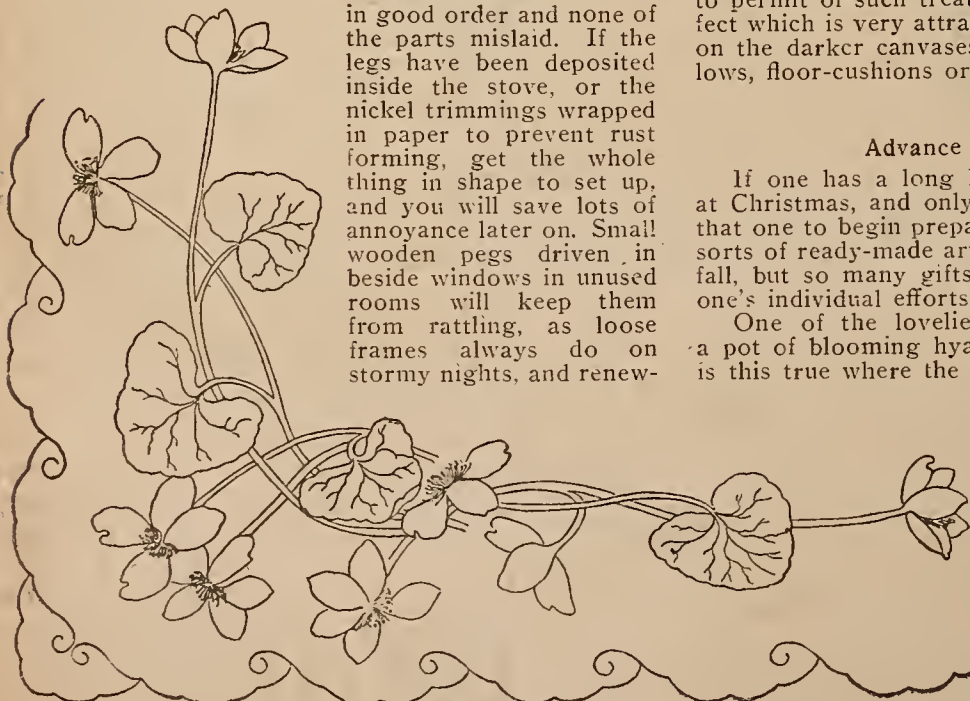 in good order and none of
the parts mislaid. If the
legs have been deposited
inside the stove, or the
nickel trimmings wrapped
in paper to prevent rust
forming, get the whole
thing in shape to set up,
and you will save lots of
annoyance later on. Small
wooden pegs driven in
beside windows in unused
rooms will keep them
from rattling, as loose
frames always do on
stormy nights, and renew-
to permit of such treat
fect which is very attra
on the darker canvases
lows, floor-cushions or
Advance
If one has a long
at Christmas, and only
that one to begin prepa
sorts of ready-made ar
fall, but so many gifts
one's individual efforts
One of the lovelie
a pot of blooming hya
is this true where the